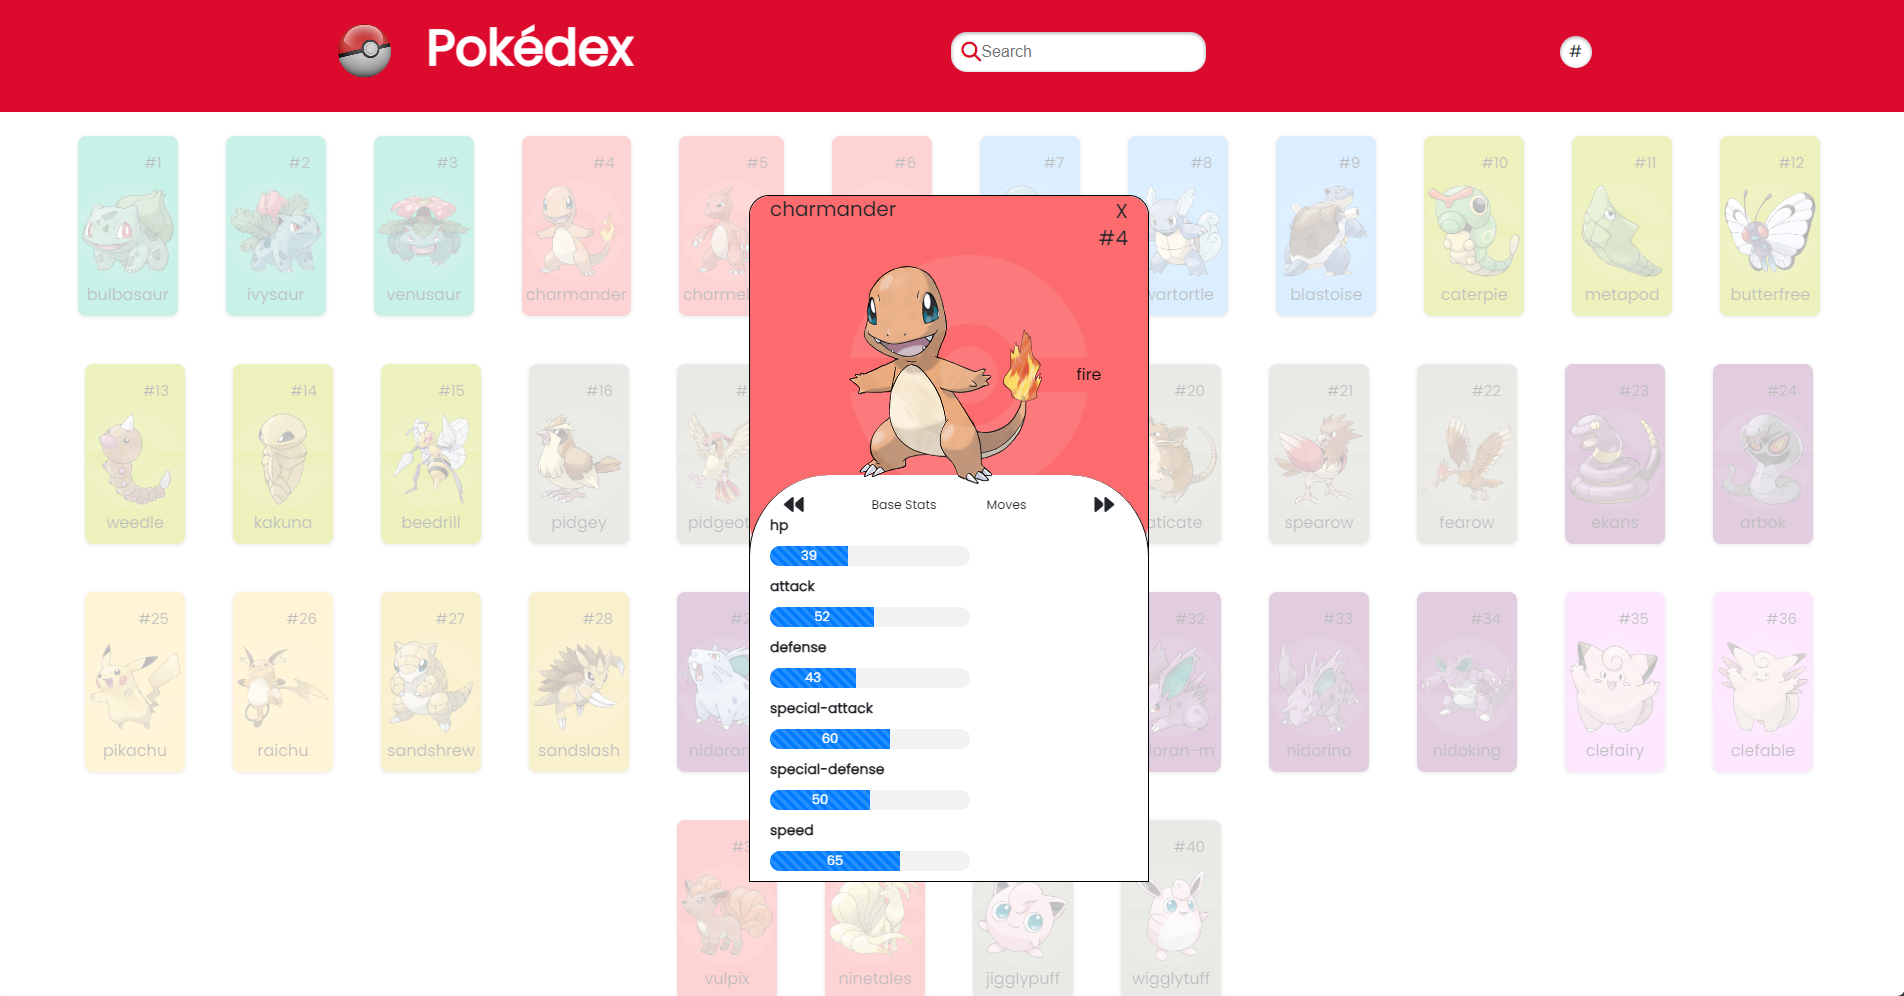 Pokédex
Search
#
#1
#2
#3
#4
#5
#6
#7
#8
#9
#10
#11
#12
bulbasaur
ivysaur
venusaur
charmander
blastoise
caterpie
metapod
butterfree
charmander
X
#4
fire
Base Stats
Moves
hp
39
attack
52
defense
43
special-attack
60
special-defense
50
speed
65
#13
#14
#15
#16
#20
#21
#22
#23
#24
weedle
kakuna
beedrill
pidgey
spearow
fearow
ekans
arbok
#25
#26
#27
#28
#32
#33
#34
#35
#36
pikachu
raichu
sandshrew
sandslash
nidorino
nidoking
clefairy
clefable
#40
vulpix
ninetales
jigglypuff
wigglytuff